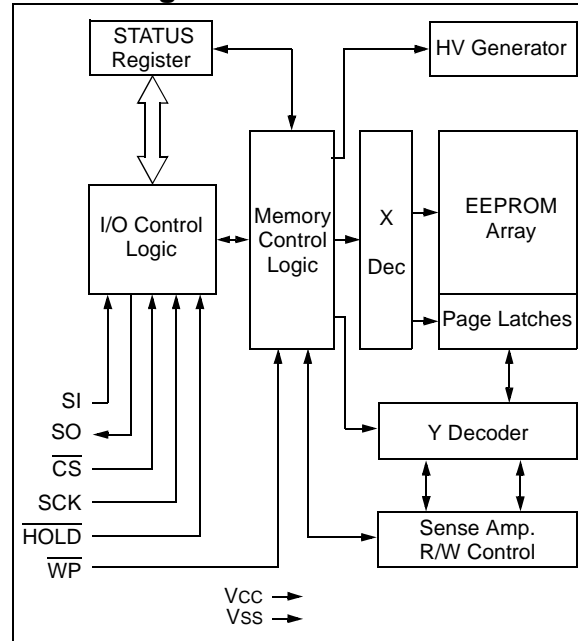 STATUS
Register
HV Generator
I/O Control
Logic
Memory
Control
Logic
X
Dec
EEPROM
Array
Page Latches
SI
SO
CS
SCK
HOLD
WP
Y Decoder
Sense Amp.
R/W Control
VCC
VSS